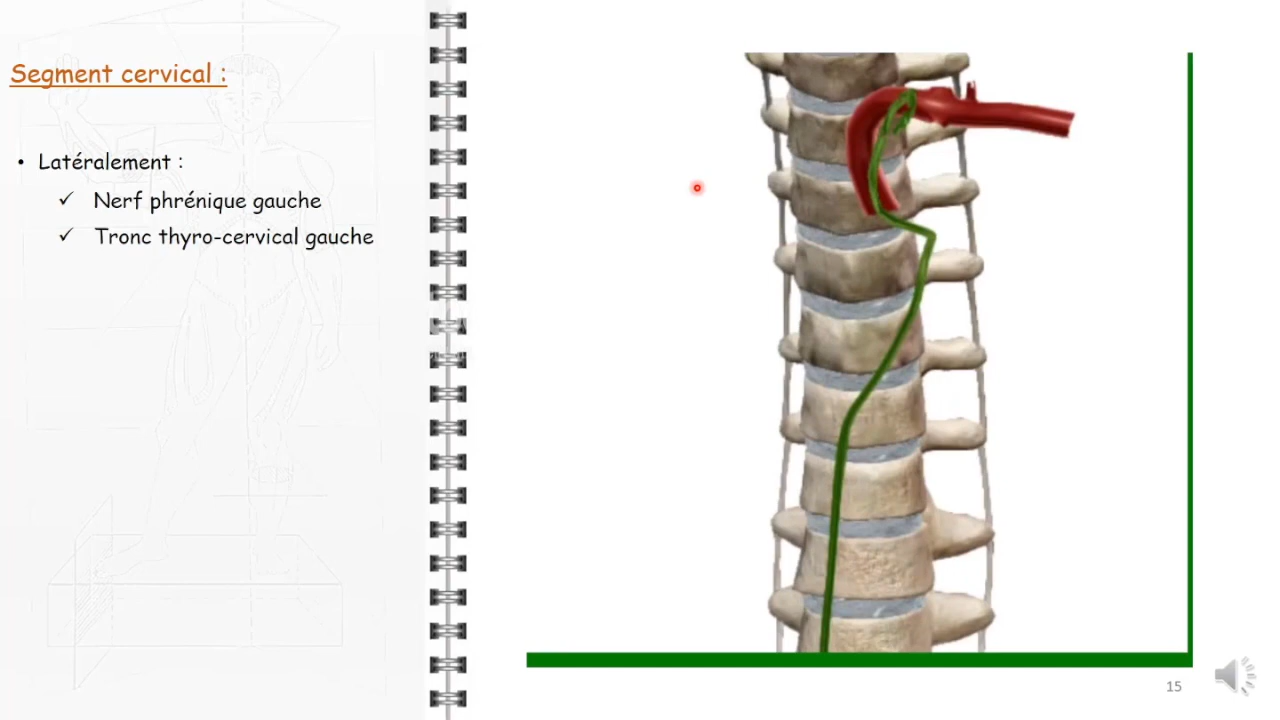 Segment cervical :
• Latéralement :
✓ Nerf phrénique gauche
✓ Tronc thyro-cervical gauche
15